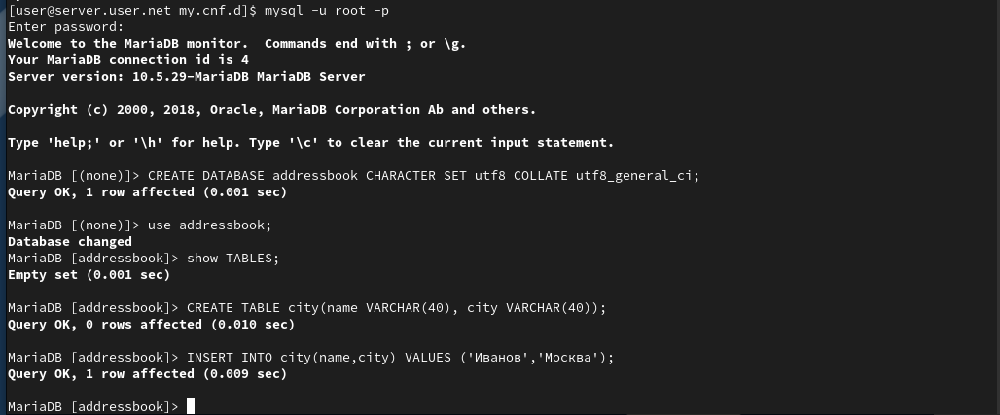 [user@server.user.net my.cnf.d]$ mysql -u root -p
Enter password:
Welcome to the MariaDB monitor.  Commands end with ; or \g.
Your MariaDB connection id is 4
Server version: 10.5.29-MariaDB MariaDB Server
Copyright (c) 2000, 2018, Oracle, MariaDB Corporation Ab and others.
Type 'help;' or '\h' for help. Type '\c' to clear the current input statement.
MariaDB [(none)]> CREATE DATABASE addressbook CHARACTER SET utf8 COLLATE utf8_general_ci;
Query OK, 1 row affected (0.001 sec)
MariaDB [(none)]> use addressbook;
Database changed
MariaDB [addressbook]> show TABLES;
Empty set (0.001 sec)
MariaDB [addressbook]> CREATE TABLE city(name VARCHAR(40), city VARCHAR(40));
Query OK, 0 rows affected (0.010 sec)
MariaDB [addressbook]> INSERT INTO city(name,city) VALUES ('Иванов','Москва');
Query OK, 1 row affected (0.009 sec)
MariaDB [addressbook]>